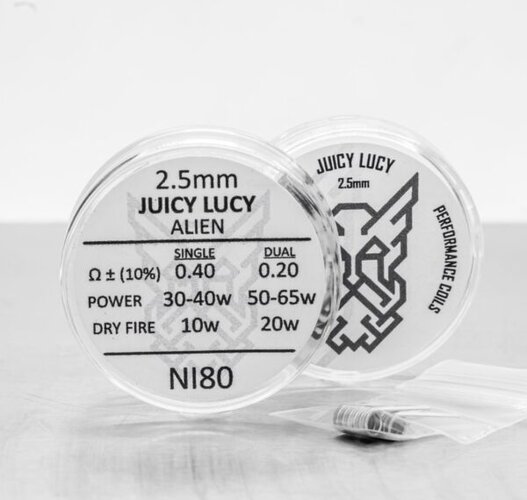 2.5mm
JUICY LUCY
ALIEN
SINGLE DUAL
Ω ± (10%) 0.40 0.20
POWER 30-40w 50-65w
DRY FIRE 10w 20w
NI80
JUICY LUCY
2.5mm
PERFORMANCE COILS